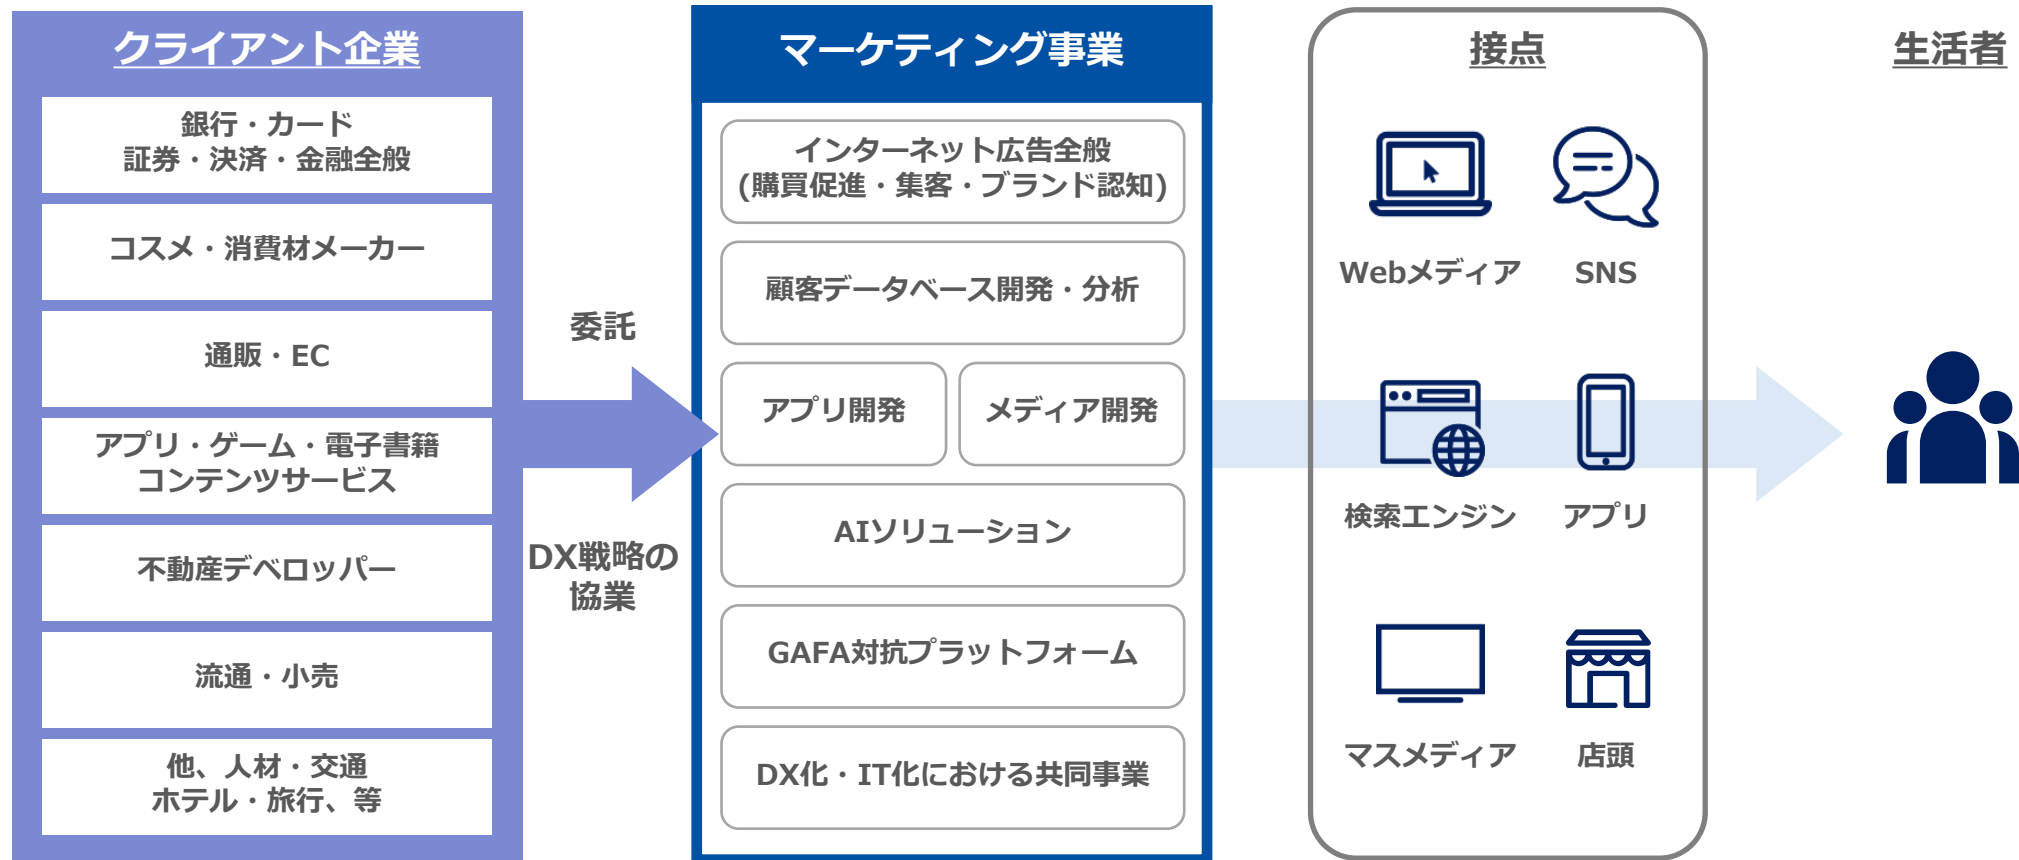 クライアント企業
銀行・カード
証券・決済・金融全般
コスメ・消費材メーカー
通販・EC
アプリ・ゲーム・電子書籍
コンテンツサービス
不動産デベロッパー
流通・小売
他、人材・交通
ホテル・旅行、等
委託
DX戦略の
協業
マーケティング事業
インターネット広告全般
(購買促進・集客・ブランド認知)
顧客データベース開発・分析
アプリ開発
メディア開発
AIソリューション
GAFA対抗プラットフォーム
DX化・IT化における共同事業
接点
Webメディア
SNS
検索エンジン
アプリ
マスメディア
店頭
生活者